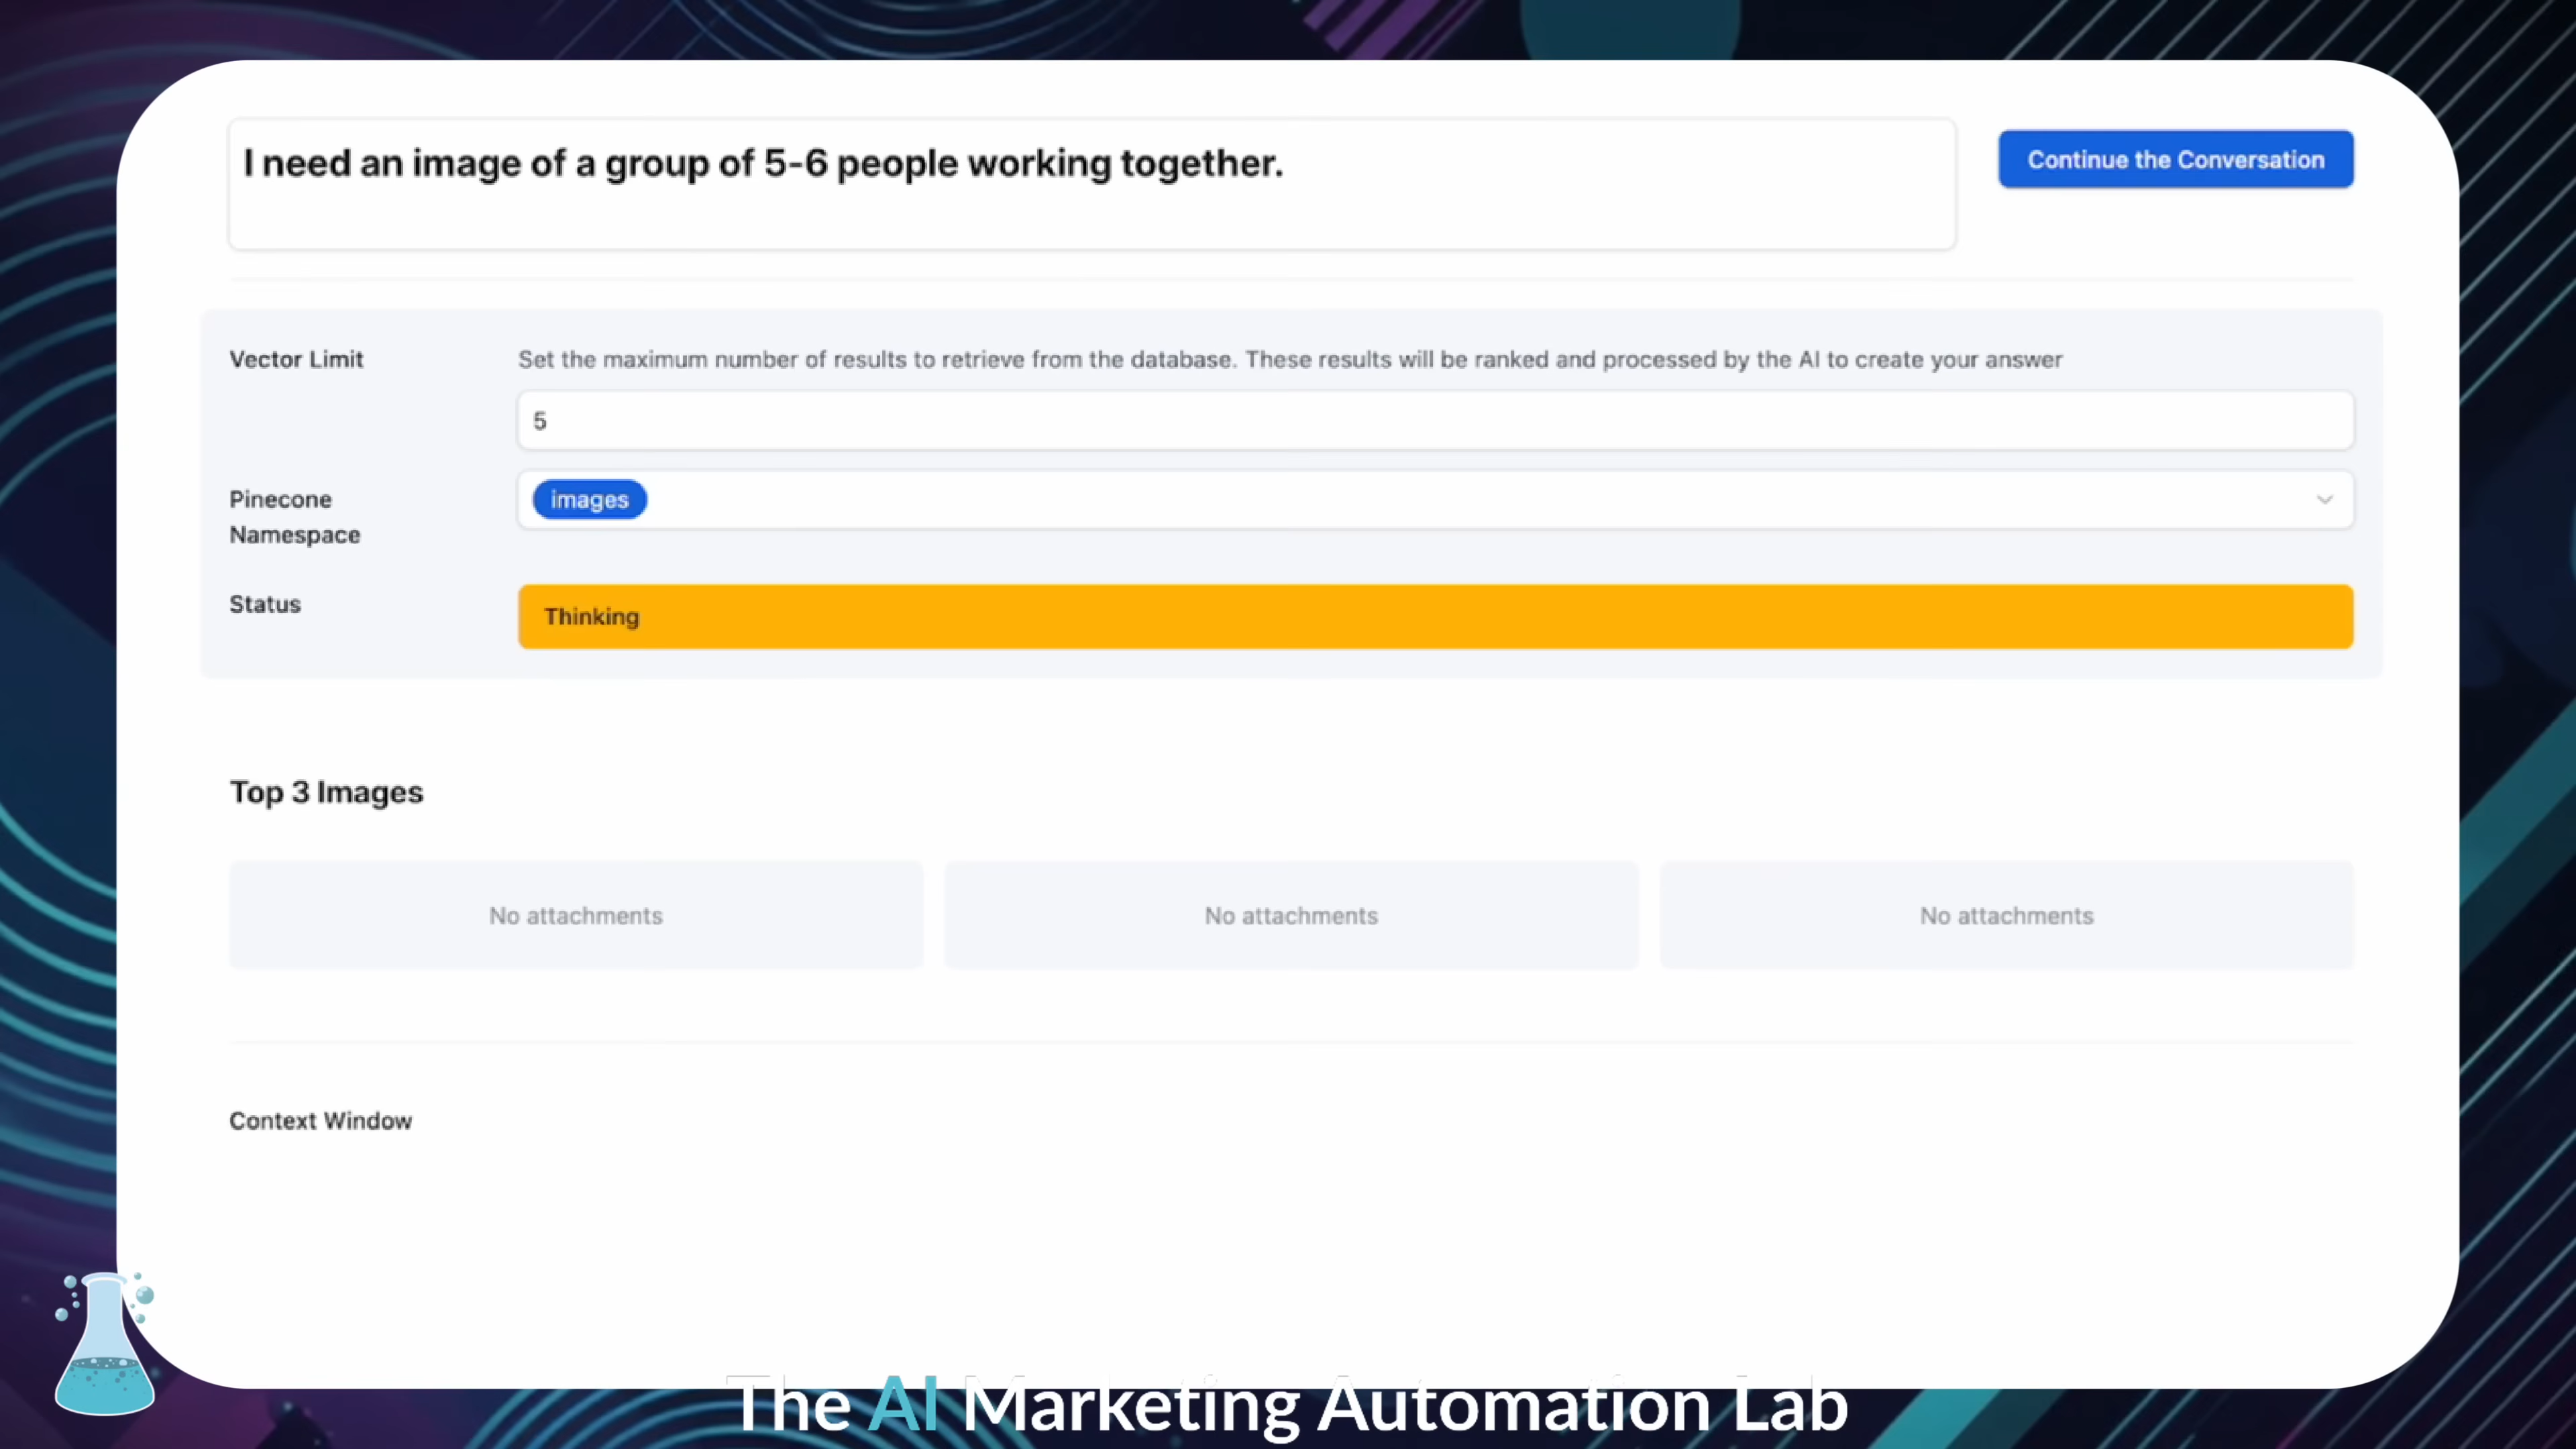 I need an image of a group of 5-6 people working together.
Continue the Conversation
Vector Limit
Set the maximum number of results to retrieve from the database. These results will be ranked and processed by the AI to create your answer
5
Pinecone
Namespace
images
Status
Thinking
Top 3 Images
No attachments
No attachments
No attachments
Context Window
The AI Marketing Automation Lab